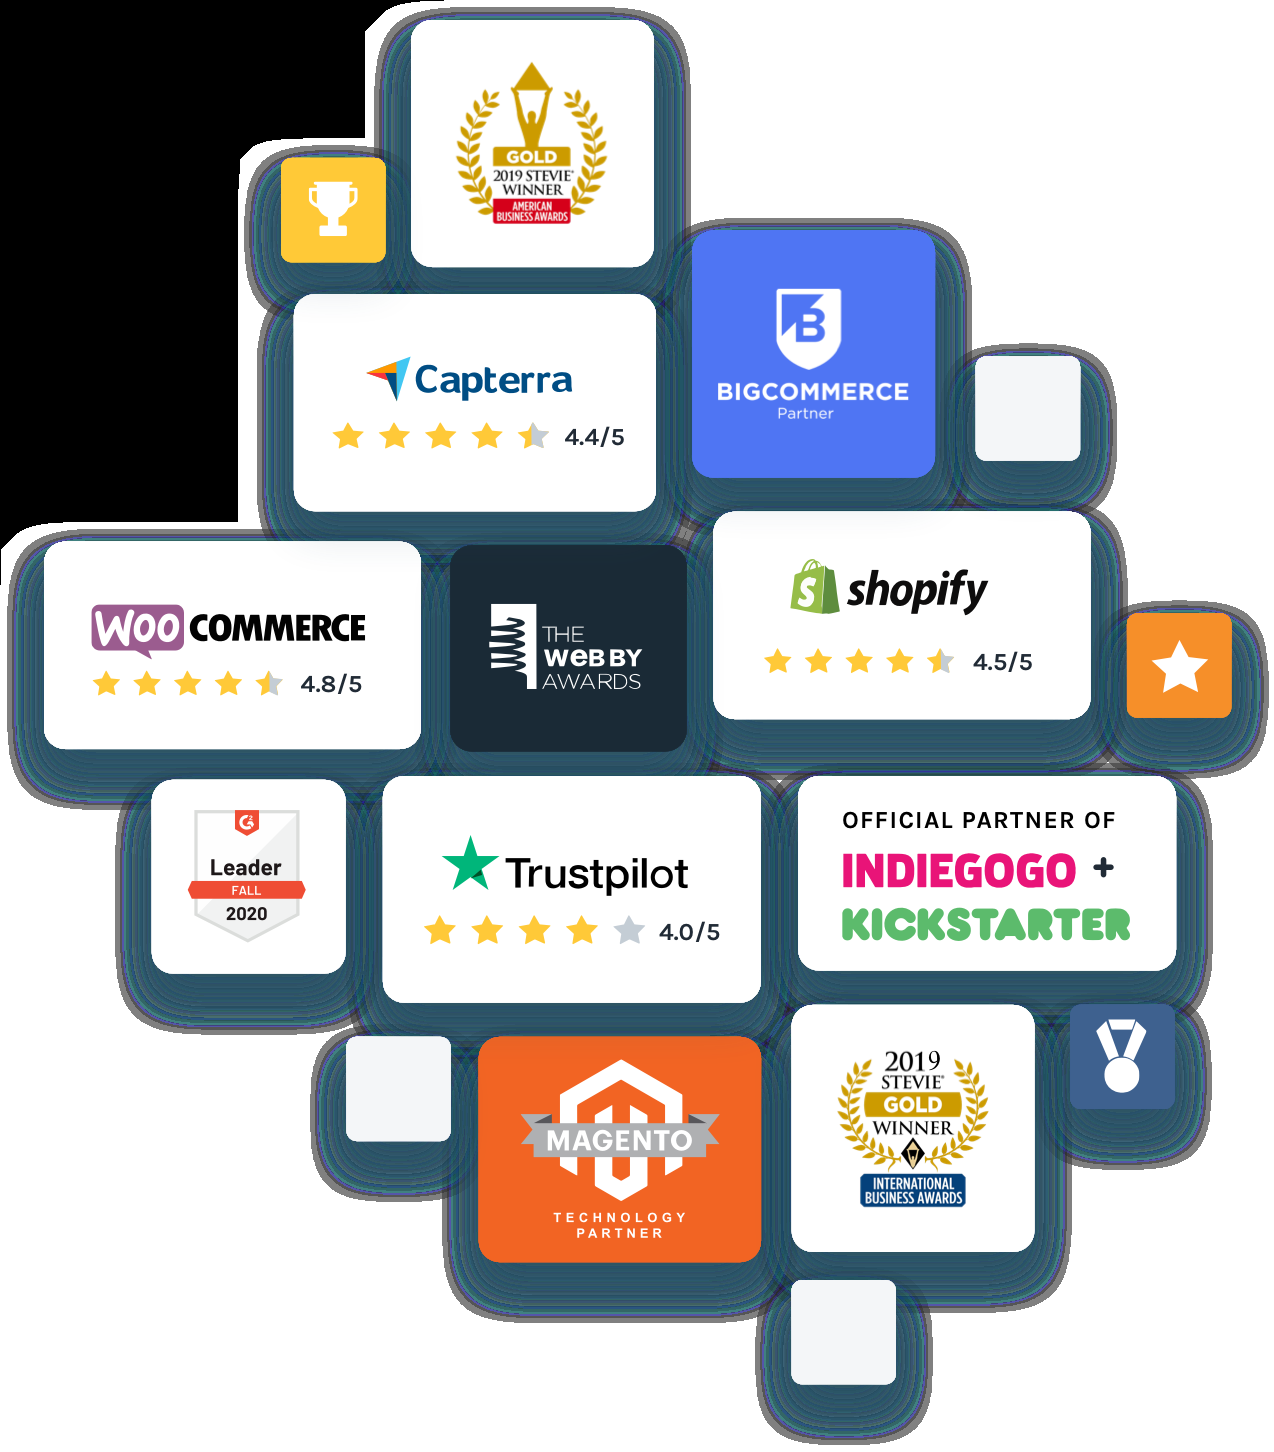 GOLD
2019 STEVIE®
WINNER
AMERICAN
BUSINESS AWARDS
Capterra
4.4/5
B
BIGCOMMERCE
Partner
WOO COMMERCE
4.8/5
THE
WEBBY
AWARDS
S shopify
4.5/5
G2
Leader
FALL
2020
Trustpilot
4.0/5
OFFICIAL PARTNER OF
INDIEGOGO +
KICKSTARTER
MAGENTO
TECHNOLOGY
PARTNER
2019
STEVIE®
GOLD
WINNER
INTERNATIONAL
BUSINESS AWARDS